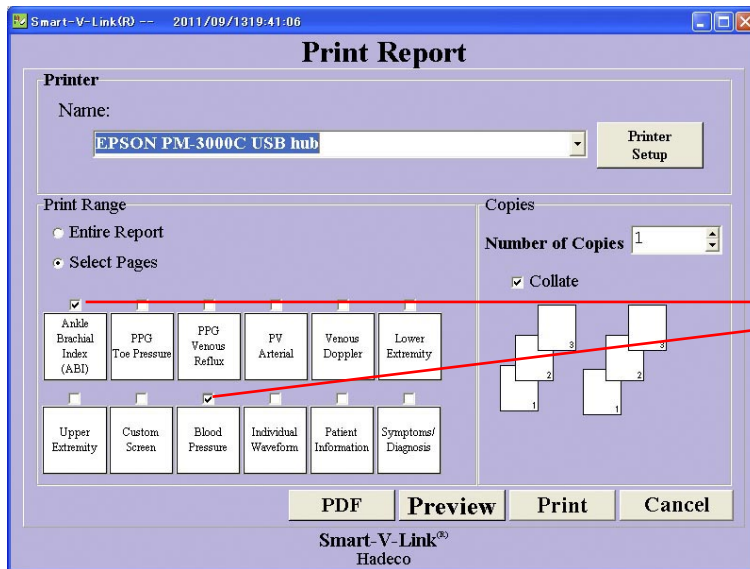 Smart-V-Link(R) -- 2011/09/1319:41:06
Print Report
Printer
Name:
EPSON PM-3000C USB hub
Printer
Setup
Print Range
Entire Report
Select Pages
Copies
Number of Copies 1
Collate
Ankle
Brachial
Index
(ABI)
PPG
Toe Pressure
PPG
Venous
Reflux
PV
Arterial
Venous
Doppler
Lower
Extremity
3
2
1
3
2
1
Upper
Extremity
Custom
Screen
Blood
Pressure
Individual
Waveform
Patient
Information
Symptoms/
Diagnosis
PDF
Preview
Print
Cancel
Smart-V-Link(R)
Hadeco